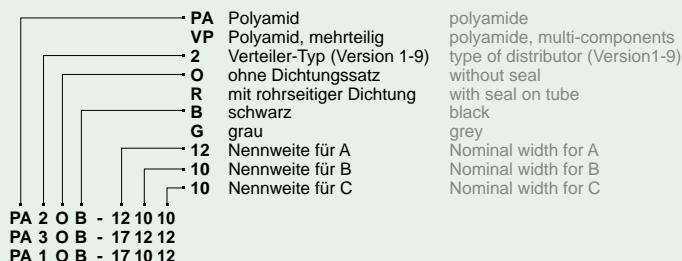 PA Polyamid polyamide
VP Polyamid, mehrteilig polyamide, multi-components
2 Verteiler-Typ (Version 1-9) type of distributor (Version1-9)
O ohne Dichtungssatz without seal
R mit rohrseitiger Dichtung with seal on tube
B schwarz black
G grau grey
12 Nennweite für A Nominal width for A
10 Nennweite für B Nominal width for B
10 Nennweite für C Nominal width for C
PA 2 O B - 12 10 10
PA 3 O B - 17 12 12
PA 1 O B - 17 10 12